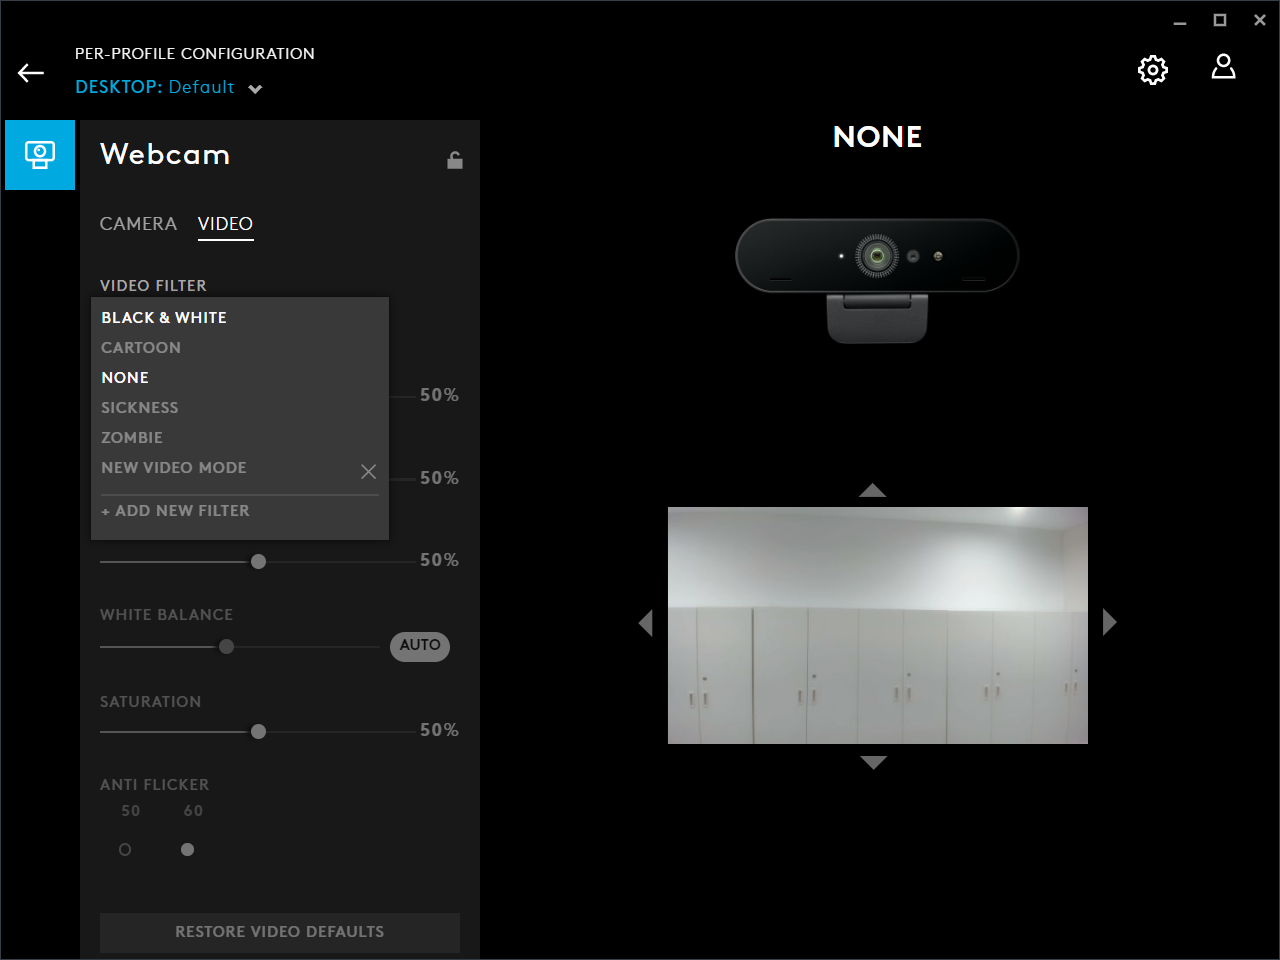 PER-PROFILE CONFIGURATION
DESKTOP: Default
Webcam
CAMERA VIDEO
VIDEO FILTER
BLACK & WHITE
CARTOON
NONE
SICKNESS
ZOMBIE
NEW VIDEO MODE
+ ADD NEW FILTER
50%
50%
50%
WHITE BALANCE
AUTO
SATURATION
50%
ANTI FLICKER
50 60
RESTORE VIDEO DEFAULTS
NONE